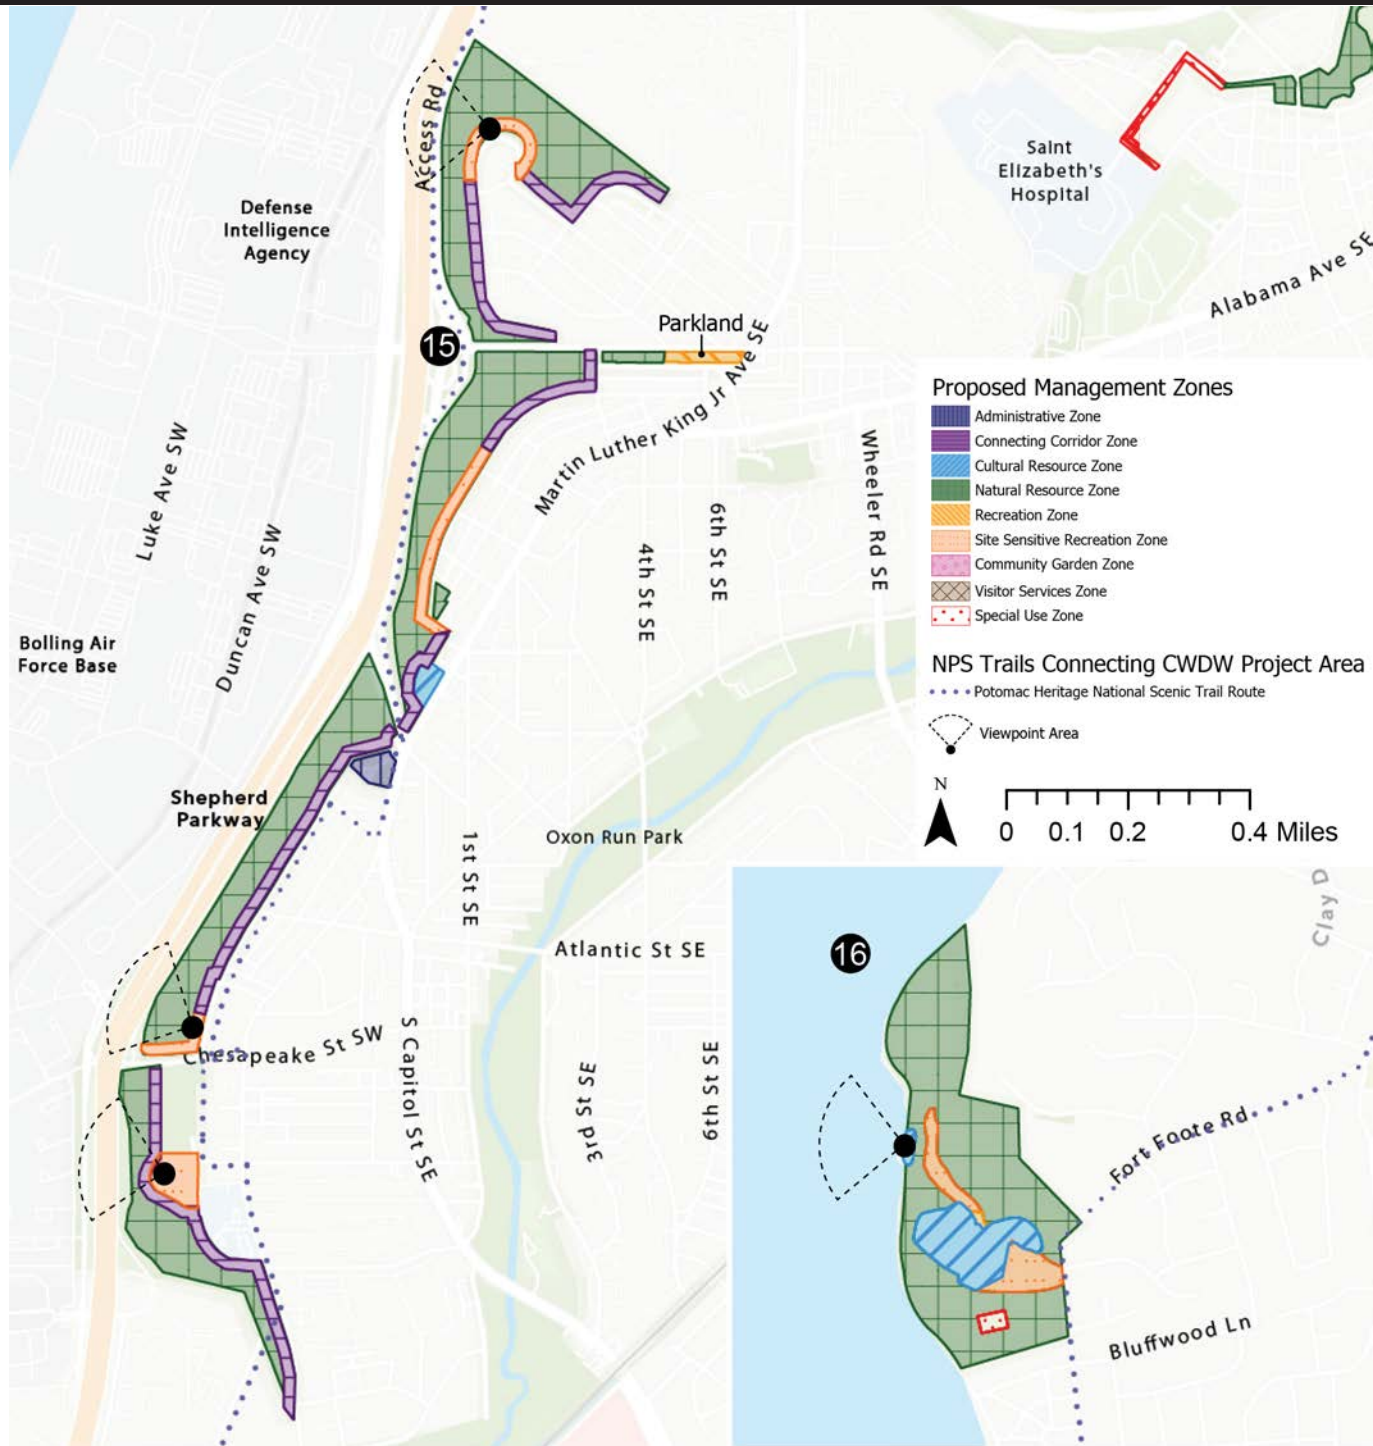 Access Rd
Defense
Intelligence
Agency
Saint
Elizabeth's
Hospital
Alabama Ave SE
15
Parkland
Martin Luther King Jr Ave SE
Luke Ave SW
Duncan Ave SW
Wheeler Rd SE
6th St SE
4th St SE
Bolling Air
Force Base
Shepherd
Parkway
1st St SE
Oxon Run Park
Atlantic St SE
Chesapeake St SW
S Capitol St SE
3rd St SE
6th St SE
Proposed Management Zones
Administrative Zone
Connecting Corridor Zone
Cultural Resource Zone
Natural Resource Zone
Recreation Zone
Site Sensitive Recreation Zone
Community Garden Zone
Visitor Services Zone
Special Use Zone
NPS Trails Connecting CWDW Project Area
Potomac Heritage National Scenic Trail Route
Viewpoint Area
N
0 0.1 0.2 0.4 Miles
16
Clay D
Fort Foote Rd
Bluffwood Ln